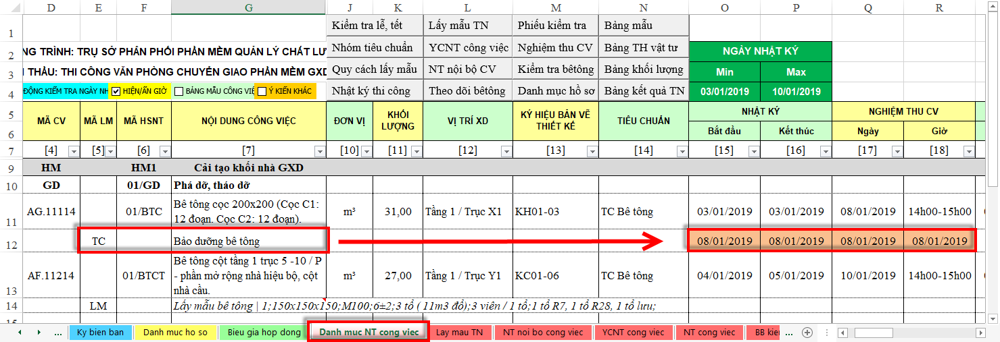 D E F G J K L M N O P Q R
1 Kiểm tra lễ, tết Lấy mẫu TN Phiếu kiểm tra Bảng mẫu
2 NG TRÌNH: TRỤ SỞ PHÂN PHỐI PHẦN MỀM QUẢN LÝ CHẤT LƯ Nhóm tiêu chuẩn YCNT công việc Nghiệm thu CV Bảng TH vật tư NGÀY NHẬT KÝ
3 THẦU: THI CÔNG VĂN PHÒNG CHUYỂN GIAO PHẦN MỀM GXD Quy cách lấy mẫu NT nội bộ CV Kiểm tra bêtông Bảng khối lượng Min Max
4 ĐỘNG KIỂM TRA NGÀY NH HIỆN/ẨN GIỜ BẢNG MẪU CÔNG VIỆ Ý KIẾN KHÁC Nhật ký thi công Theo dõi bêtông Danh mục hồ sơ Bảng kết quả TN 03/01/2019 10/01/2019
5 MÃ CV MÃ LM MÃ HSNT NỘI DUNG CÔNG VIỆC ĐƠN VỊ KHỐI LƯỢNG VỊ TRÍ XD KÝ HIỆU BẢN VẼ THIẾT KẾ TIÊU CHUẨN NHẬT KÝ NGHIỆM THU CV
6 Bắt đầu Kết thúc Ngày Giờ
7 [4] [5] [6] [7] [10] [11] [12] [13] [14] [15] [16] [17] [18]
9 HM HM1 Cải tạo khối nhà GXD
10 GD 01/GD Phá dỡ, tháo dỡ
Bê tông cọc 200x200 (Cọc C1:
11 AG.11114 01/BTC 12 đoạn. Cọc C2: 12 đoạn). m³ 31,00 Tầng 1 / Trục X1 KH01-03 TC Bê tông 03/01/2019 03/01/2019 08/01/2019 14h00-15h00
12 TC Bảo dưỡng bê tông 08/01/2019 08/01/2019 08/01/2019 08/01/2019
Bê tông cột tầng 1 trục 5 -10 / P
13 AF.11214 01/BTCT - phần mở rộng nhà hiệu bộ, cột m³ 27,00 Tầng 1 / Trục Y1 KC01-06 TC Bê tông 04/01/2019 05/01/2019 10/01/2019 14h00-15h00
nhà cầu.
14 LM Lấy mẫu bê tông | 1;150x150x150;M100;6±2;3 tổ ( 11m3 đổ);3 viên / 1 tổ;1 tổ R7, 1 tổ R28, 1 tổ lưu;
... Ky bien ban Danh muc ho so Bieu gia hop dong Danh muc NT cong viec Lay mau TN NT noi bo cong viec YCNT cong viec NT cong viec BB kien ...